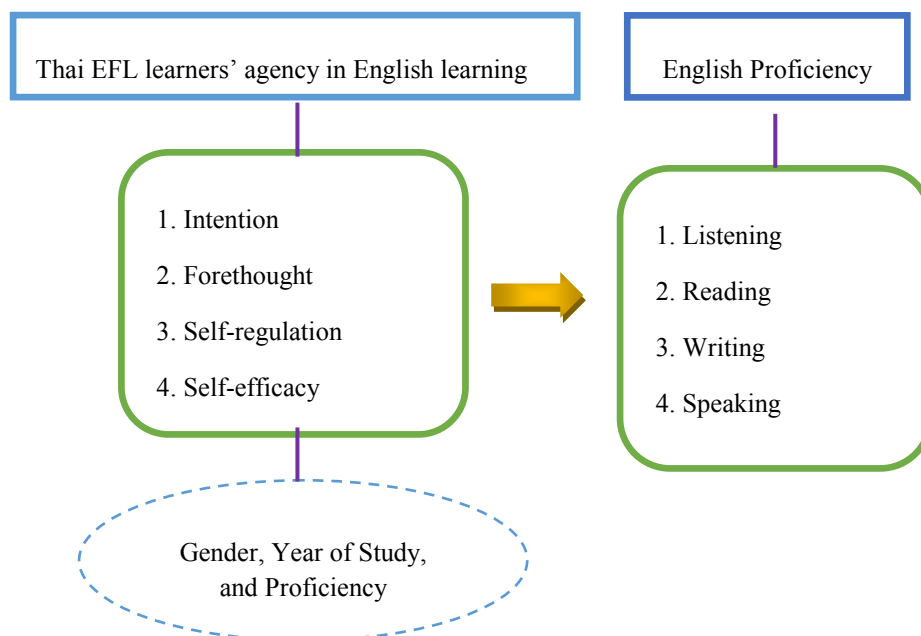 Thai EFL learners’ agency in English learning
English Proficiency
1. Intention
2. Forethought
3. Self-regulation
4. Self-efficacy
1. Listening
2. Reading
3. Writing
4. Speaking
Gender, Year of Study,
and Proficiency